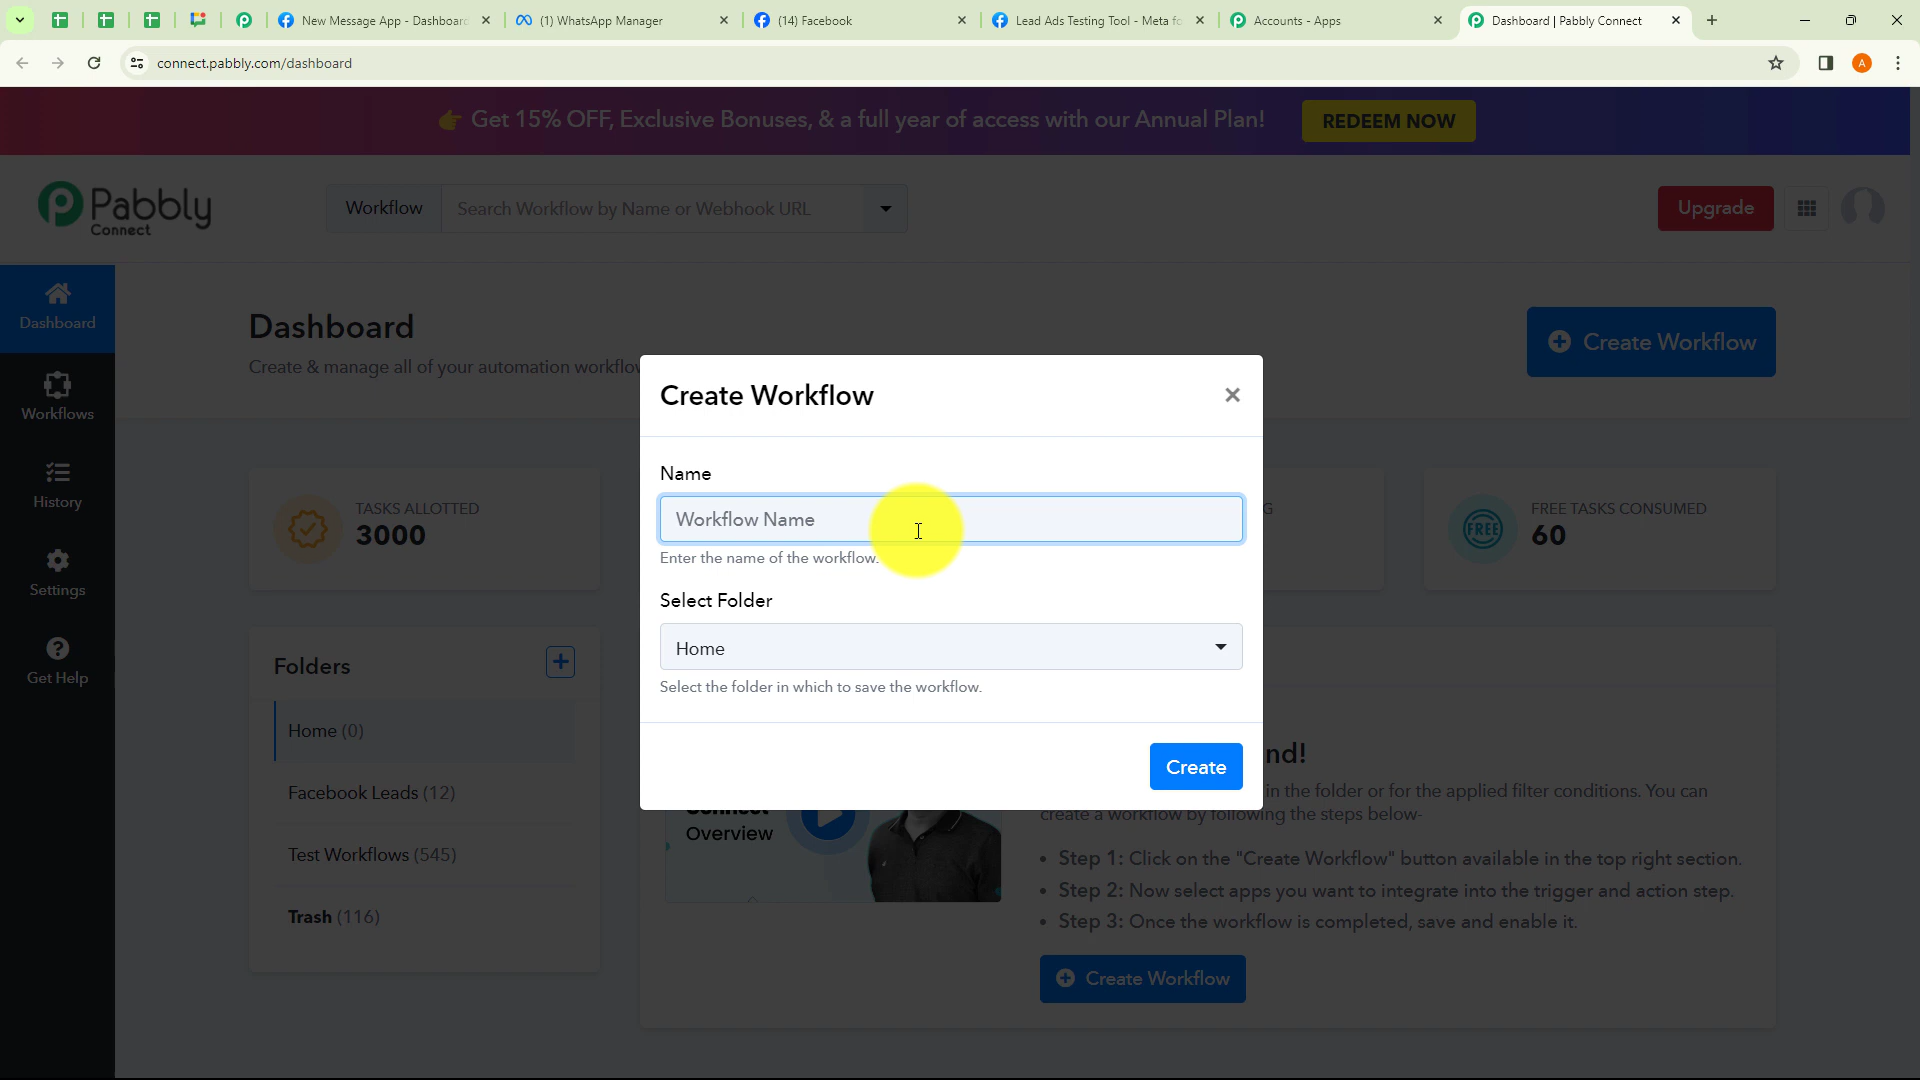 New Message App - Dashboard
(1) WhatsApp Manager
(14) Facebook
Lead Ads Testing Tool - Meta fo
Accounts - Apps
Dashboard | Pabbly Connect
connect.pabbly.com/dashboard
A
👉 Get 15% OFF, Exclusive Bonuses, & a full year of access with our Annual Plan!
REDEEM NOW
Pabbly
Connect
Workflow
Search Workflow by Name or Webhook URL
Upgrade
Dashboard
Workflows
History
Settings
Get Help
Dashboard
Create & manage all of your automation workflow
Create Workflow
TASKS ALLOTTED
3000
G
FREE
FREE TASKS CONSUMED
60
Folders
Home (0)
Facebook Leads (12)
Test Workflows (545)
Trash (116)
Create Workflow
×
Name
Workflow Name
Enter the name of the workflow.
Select Folder
Home
Select the folder in which to save the workflow.
Create
Connect
Overview
nd!
in the folder or for the applied filter conditions. You can
create a workflow by following the steps below-
• Step 1: Click on the "Create Workflow" button available in the top right section.
• Step 2: Now select apps you want to integrate into the trigger and action step.
• Step 3: Once the workflow is completed, save and enable it.
Create Workflow